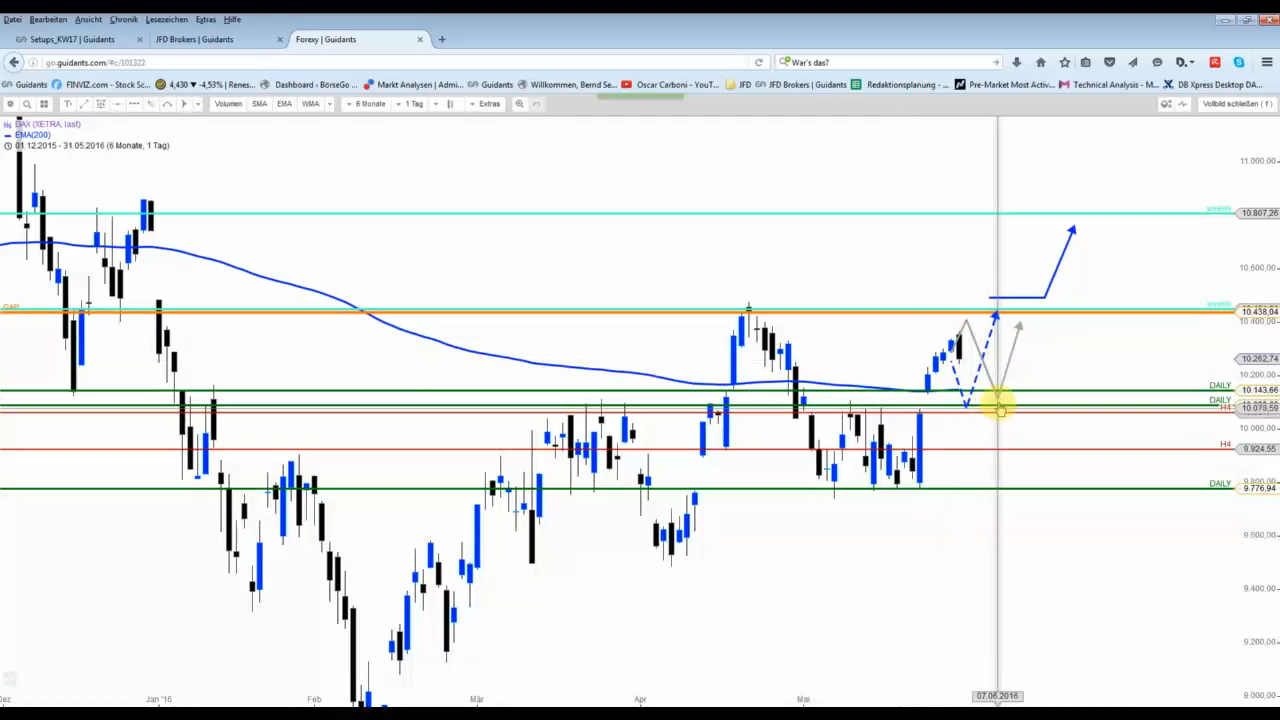 Datei Bearbeiten Ansicht Chronik Lesezeichen Extras Hilfe
Setups_KW17 | Guidants × JFD Brokers | Guidants × Forexy | Guidants × +
go.guidants.com/#c/101322 War's das?
Guidants FINVIZ.com - Stock Sc... 4,430 ▾ -4,53% | Renes... Dashboard ‹ BörseGo ... Markt Analysen | Admi... Guidants Willkommen, Bernd Se... Oscar Carboni - YouT... JFD JFD Brokers | Guidants Redaktionsplanung - ... Pre-Market Most Activ... Technical Analysis - M... DB Xpress Desktop DA...
Volumen SMA EMA WMA 6 Monate 1 Tag Extras Vollbild schließen ( f )
DAX (XETRA, last)
EMA(200)
01.12.2015 - 31.05.2016 (6 Monate, 1 Tag)
11.000,00
weekly 10.807,26
10.600,00
GAP weekly
10.438,04
10.400,00
10.262,74
10.200,00
DAILY 10.143,66
DAILY
H4 10.073,59
10.000,00
H4 9.924,55
9.800,00
DAILY 9.776,94
9.600,00
9.400,00
9.200,00
9.000,00
Dez Jan '16 Feb Mär Apr Mai 07.06.2016